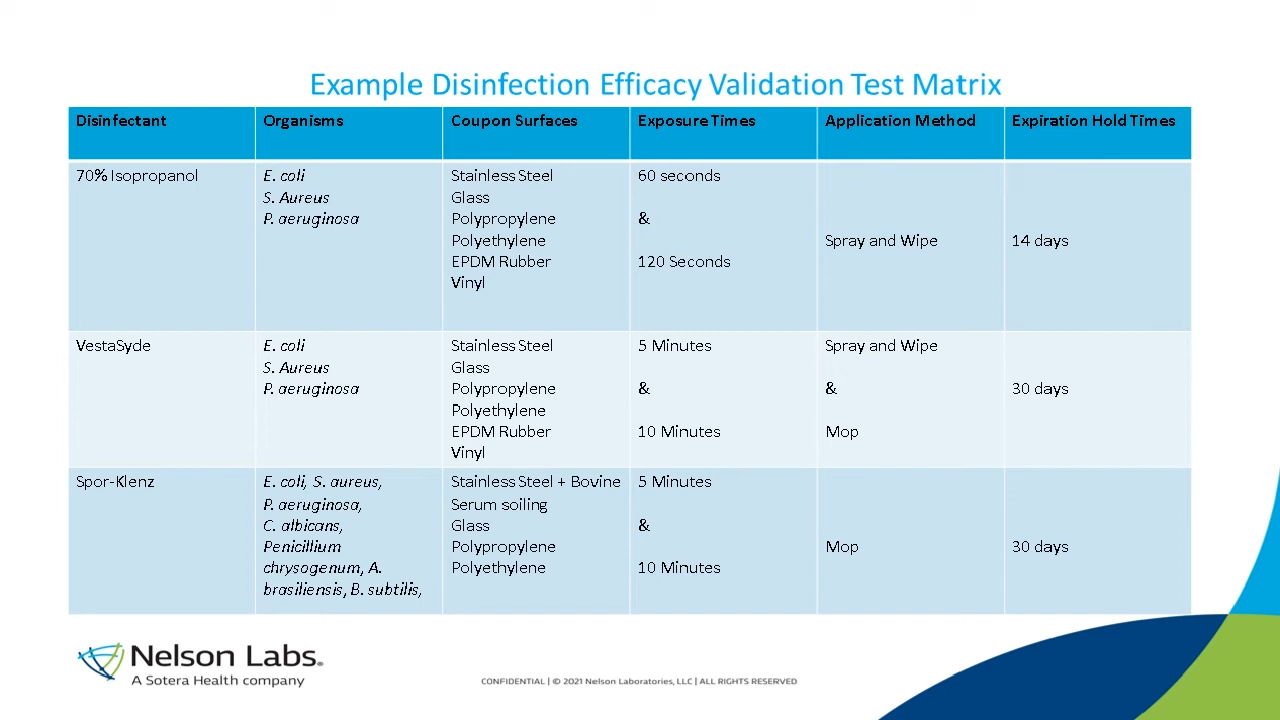 Example Disinfection Efficacy Validation Test Matrix
Disinfectant
Organisms
Coupon Surfaces
Exposure Times
Application Method
Expiration Hold Times
70% Isopropanol
E. coli
S. Aureus
P. aeruginosa
Stainless Steel
Glass
Polypropylene
Polyethylene
EPDM Rubber
Vinyl
60 seconds
&
120 Seconds
Spray and Wipe
14 days
VestaSyde
E. coli
S. Aureus
P. aeruginosa
Stainless Steel
Glass
Polypropylene
Polyethylene
EPDM Rubber
Vinyl
5 Minutes
&
10 Minutes
Spray and Wipe
&
Mop
30 days
Spor-Klenz
E. coli, S. aureus,
P. aeruginosa,
C. albicans,
Penicillium
chrysogenum, A.
brasiliensis, B. subtilis,
Stainless Steel + Bovine
Serum soiling
Glass
Polypropylene
Polyethylene
5 Minutes
&
10 Minutes
Mop
30 days
Nelson Labs®
A Sotera Health company
CONFIDENTIAL | © 2021 Nelson Laboratories, LLC | ALL RIGHTS RESERVED